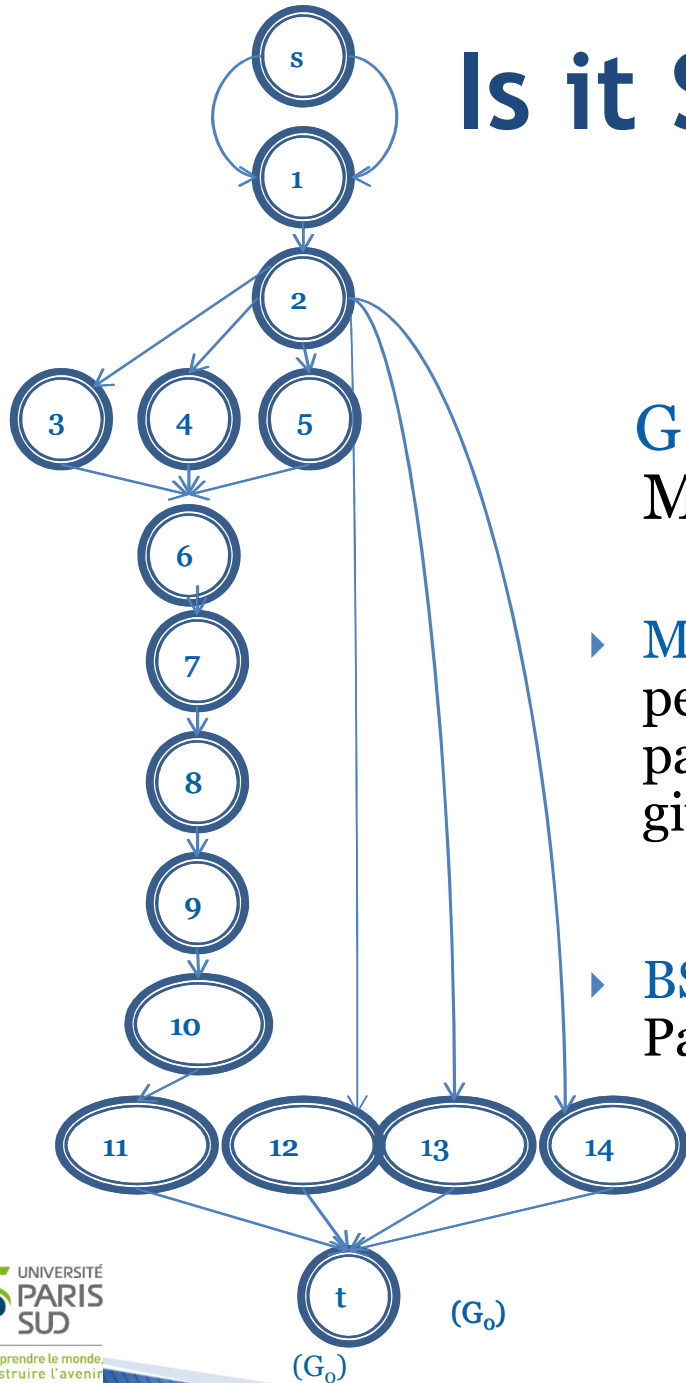 Is it S
s
1
2
3
4
5
6
7
8
9
10
11
12
13
14
t
(G₀)
(G₀)
G
M
M
pe
pa
gi
BS
Pa
UNIVERSITÉ
PARIS
SUD
prendre le monde,
struire l'avenir